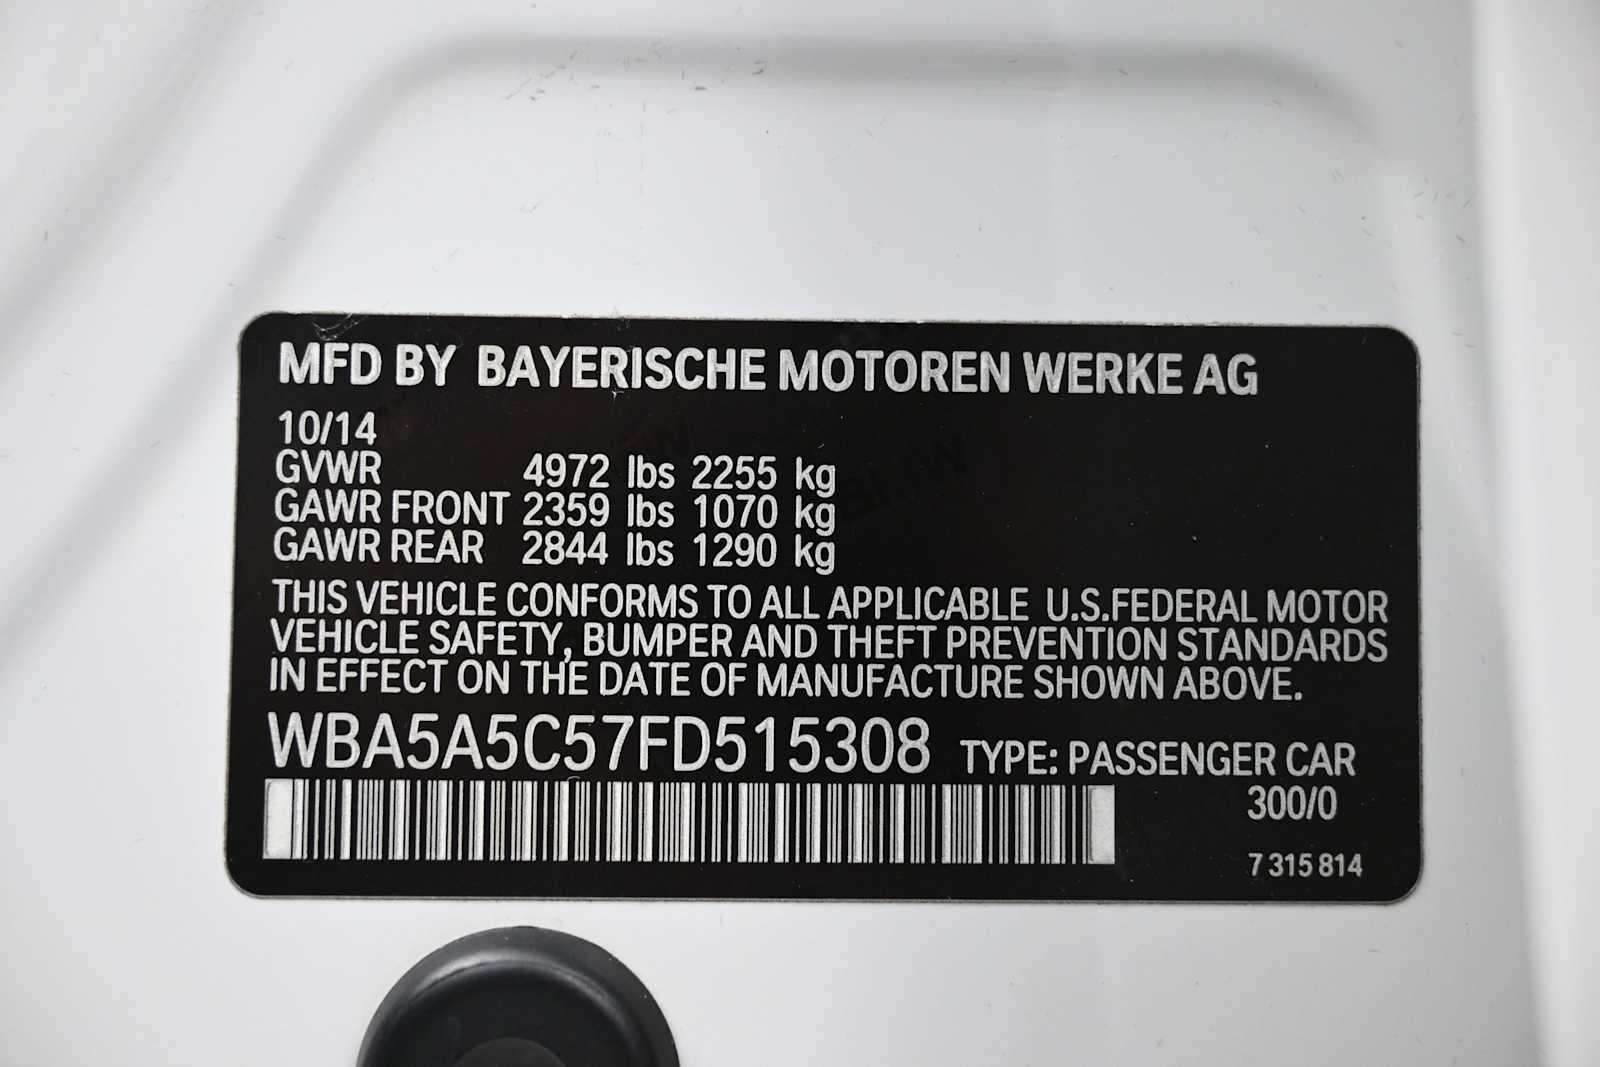 MFD BY BAYERISCHE MOTOREN WERKE AG
10/14
GVWR 4972 lbs 2255 kg
GAWR FRONT 2359 lbs 1070 kg
GAWR REAR 2844 lbs 1290 kg
THIS VEHICLE CONFORMS TO ALL APPLICABLE U.S.FEDERAL MOTOR
VEHICLE SAFETY, BUMPER AND THEFT PREVENTION STANDARDS
IN EFFECT ON THE DATE OF MANUFACTURE SHOWN ABOVE.
WBA5A5C57FD515308 TYPE: PASSENGER CAR
300/0
7 315 814